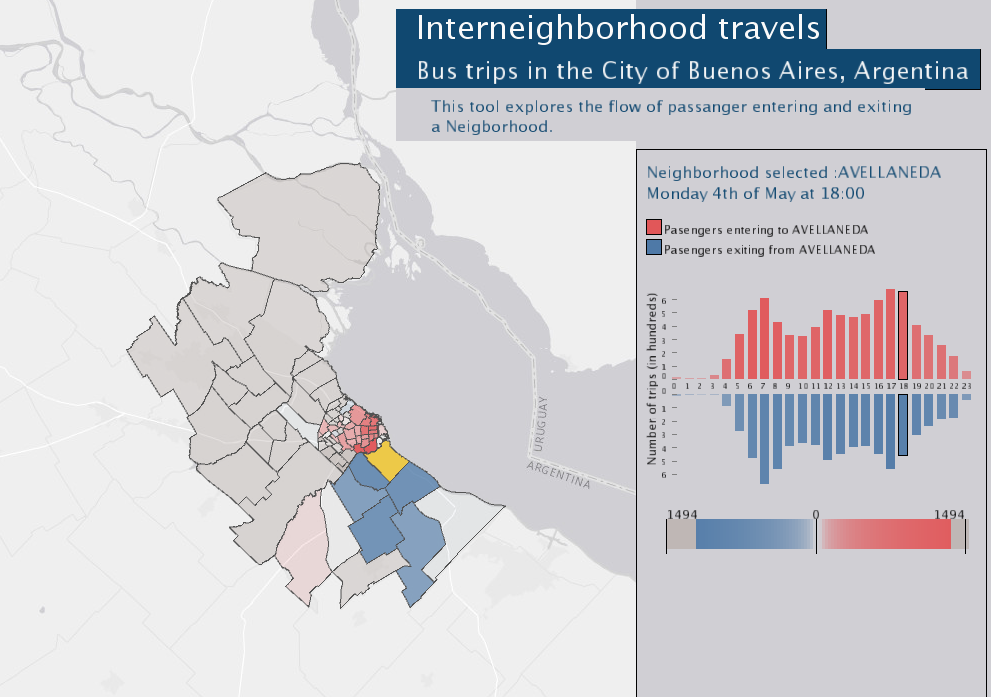 Interneighborhood travels
Bus trips in the City of Buenos Aires, Argentina
This tool explores the flow of passanger entering and exiting
a Neigborhood.
Neighborhood selected :AVELLANEDA
Monday 4th of May at 18:00
Pasengers entering to AVELLANEDA
Pasengers exiting from AVELLANEDA
Number of trips (in hundreds)
6
5
4
3
2
1
0
0 1 2 3 4 5 6 7 8 9 10 11 12 13 14 15 16 17 18 19 20 21 22 23
0
1
2
3
4
5
6
1494 0 1494
URUGUAY
ARGENTINA